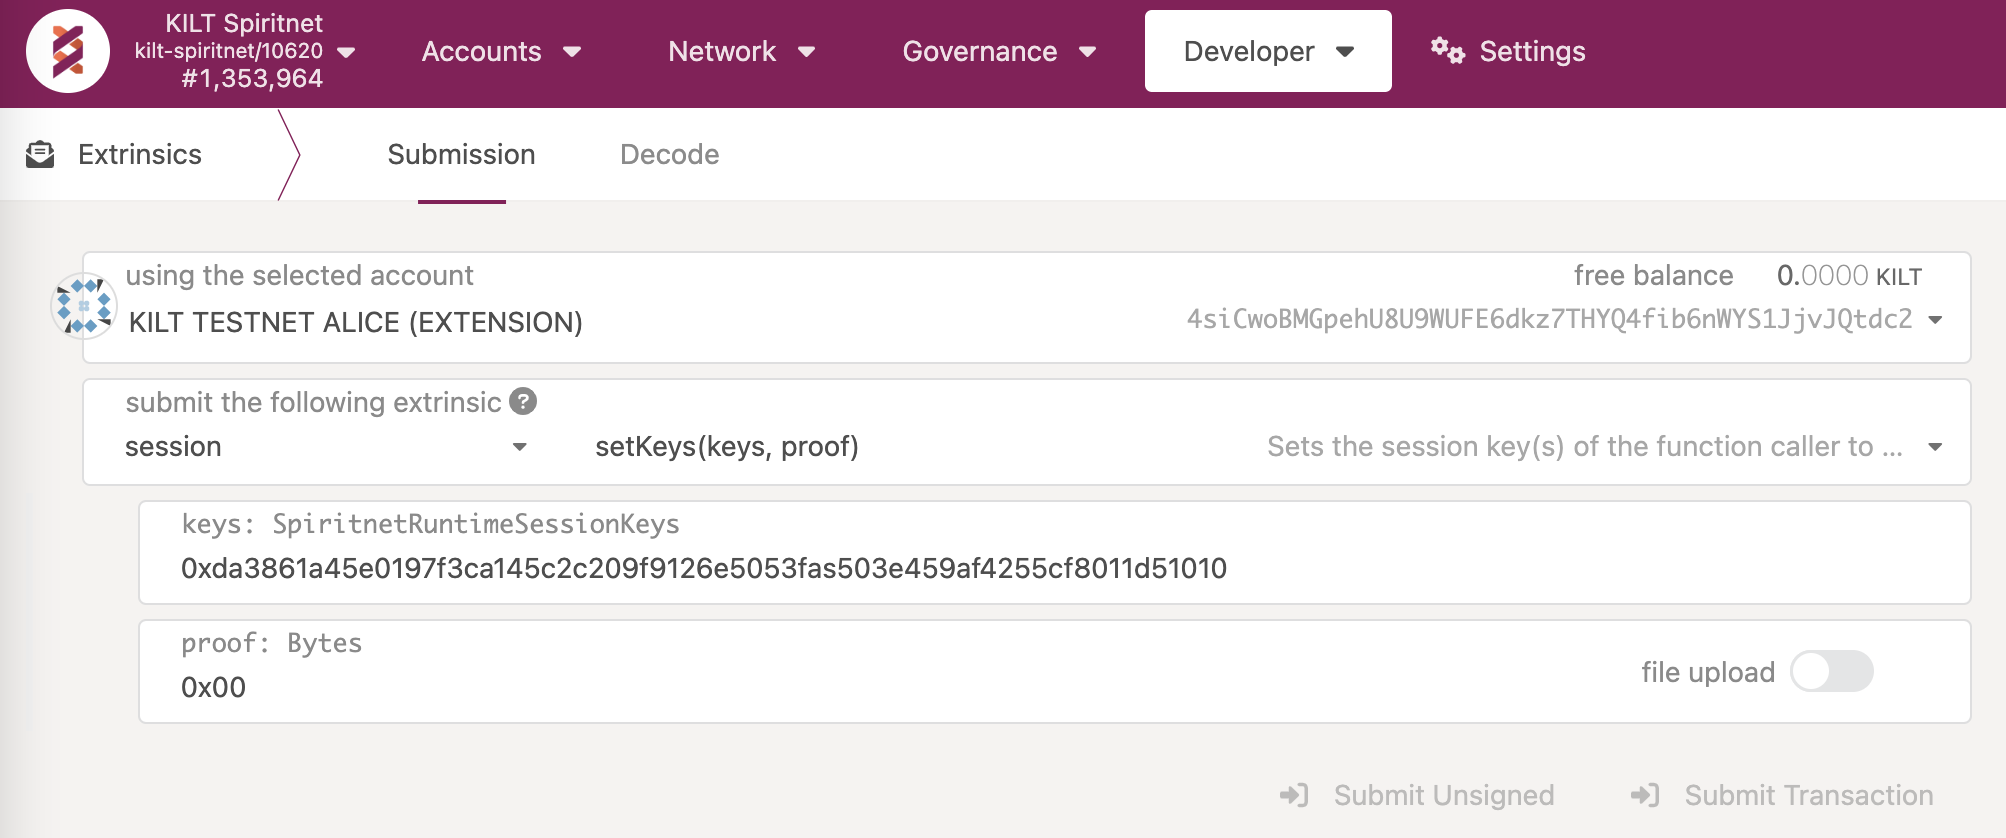 KILT Spiritnet
kilt-spiritnet/10620
#1,353,964
Accounts
Network
Governance
Developer
Settings
Extrinsics
Submission
Decode
using the selected account
free balance 0.0000 KILT
KILT TESTNET ALICE (EXTENSION)
4siCwoBMGpehU8U9WUFE6dkz7THYQ4fib6nWYS1JjvJQtdc2
submit the following extrinsic ?
session
setKeys(keys, proof)
Sets the session key(s) of the function caller to ...
keys: SpiritnetRuntimeSessionKeys
0xda3861a45e0197f3ca145c2c209f9126e5053fas503e459af4255cf8011d51010
proof: Bytes
0x00
file upload
Submit Unsigned
Submit Transaction